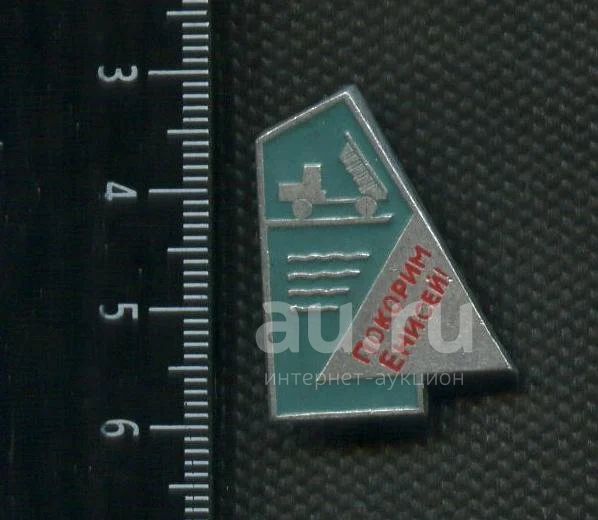 3
4
5
6
ПОКОРИМ
ЕНИСЕЙ!
au.ru
интернет-аукцион